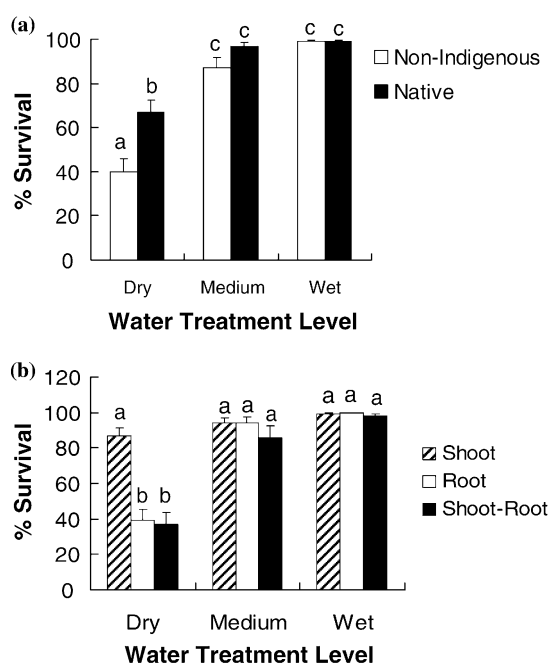 (a)
100
80
60
40
20
0
% Survival
a
b
c
c
c
c
Non-Indigenous
Native
Dry
Medium
Wet
Water Treatment Level
(b)
120
100
80
60
40
20
0
% Survival
a
b
b
a
a
a
a
a
a
Shoot
Root
Shoot-Root
Dry
Medium
Wet
Water Treatment Level